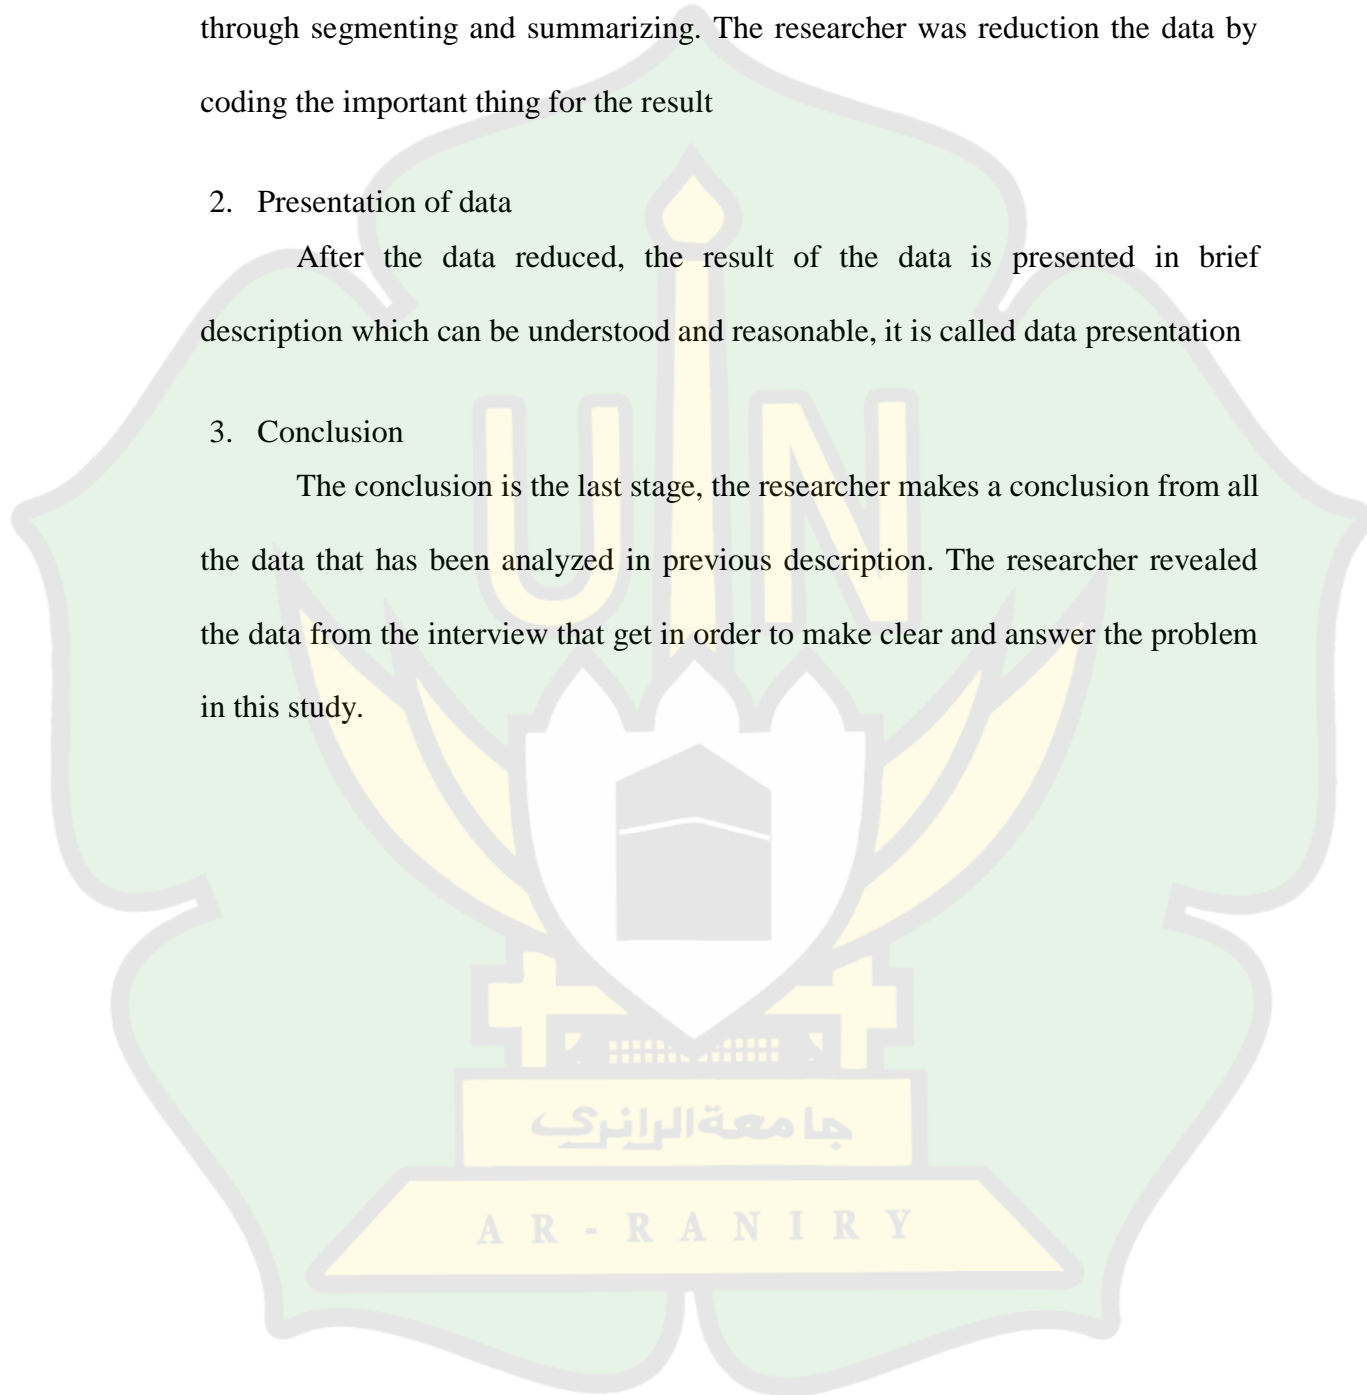 through segmenting and summarizing. The researcher was reduction the data by
coding the important thing for the result
2. Presentation of data
After the data reduced, the result of the data is presented in brief
description which can be understood and reasonable, it is called data presentation
3. Conclusion
The conclusion is the last stage, the researcher makes a conclusion from all
the data that has been analyzed in previous description. The researcher revealed
the data from the interview that get in order to make clear and answer the problem
in this study.
UIN
جامعة الرانري
AR-RANIRY